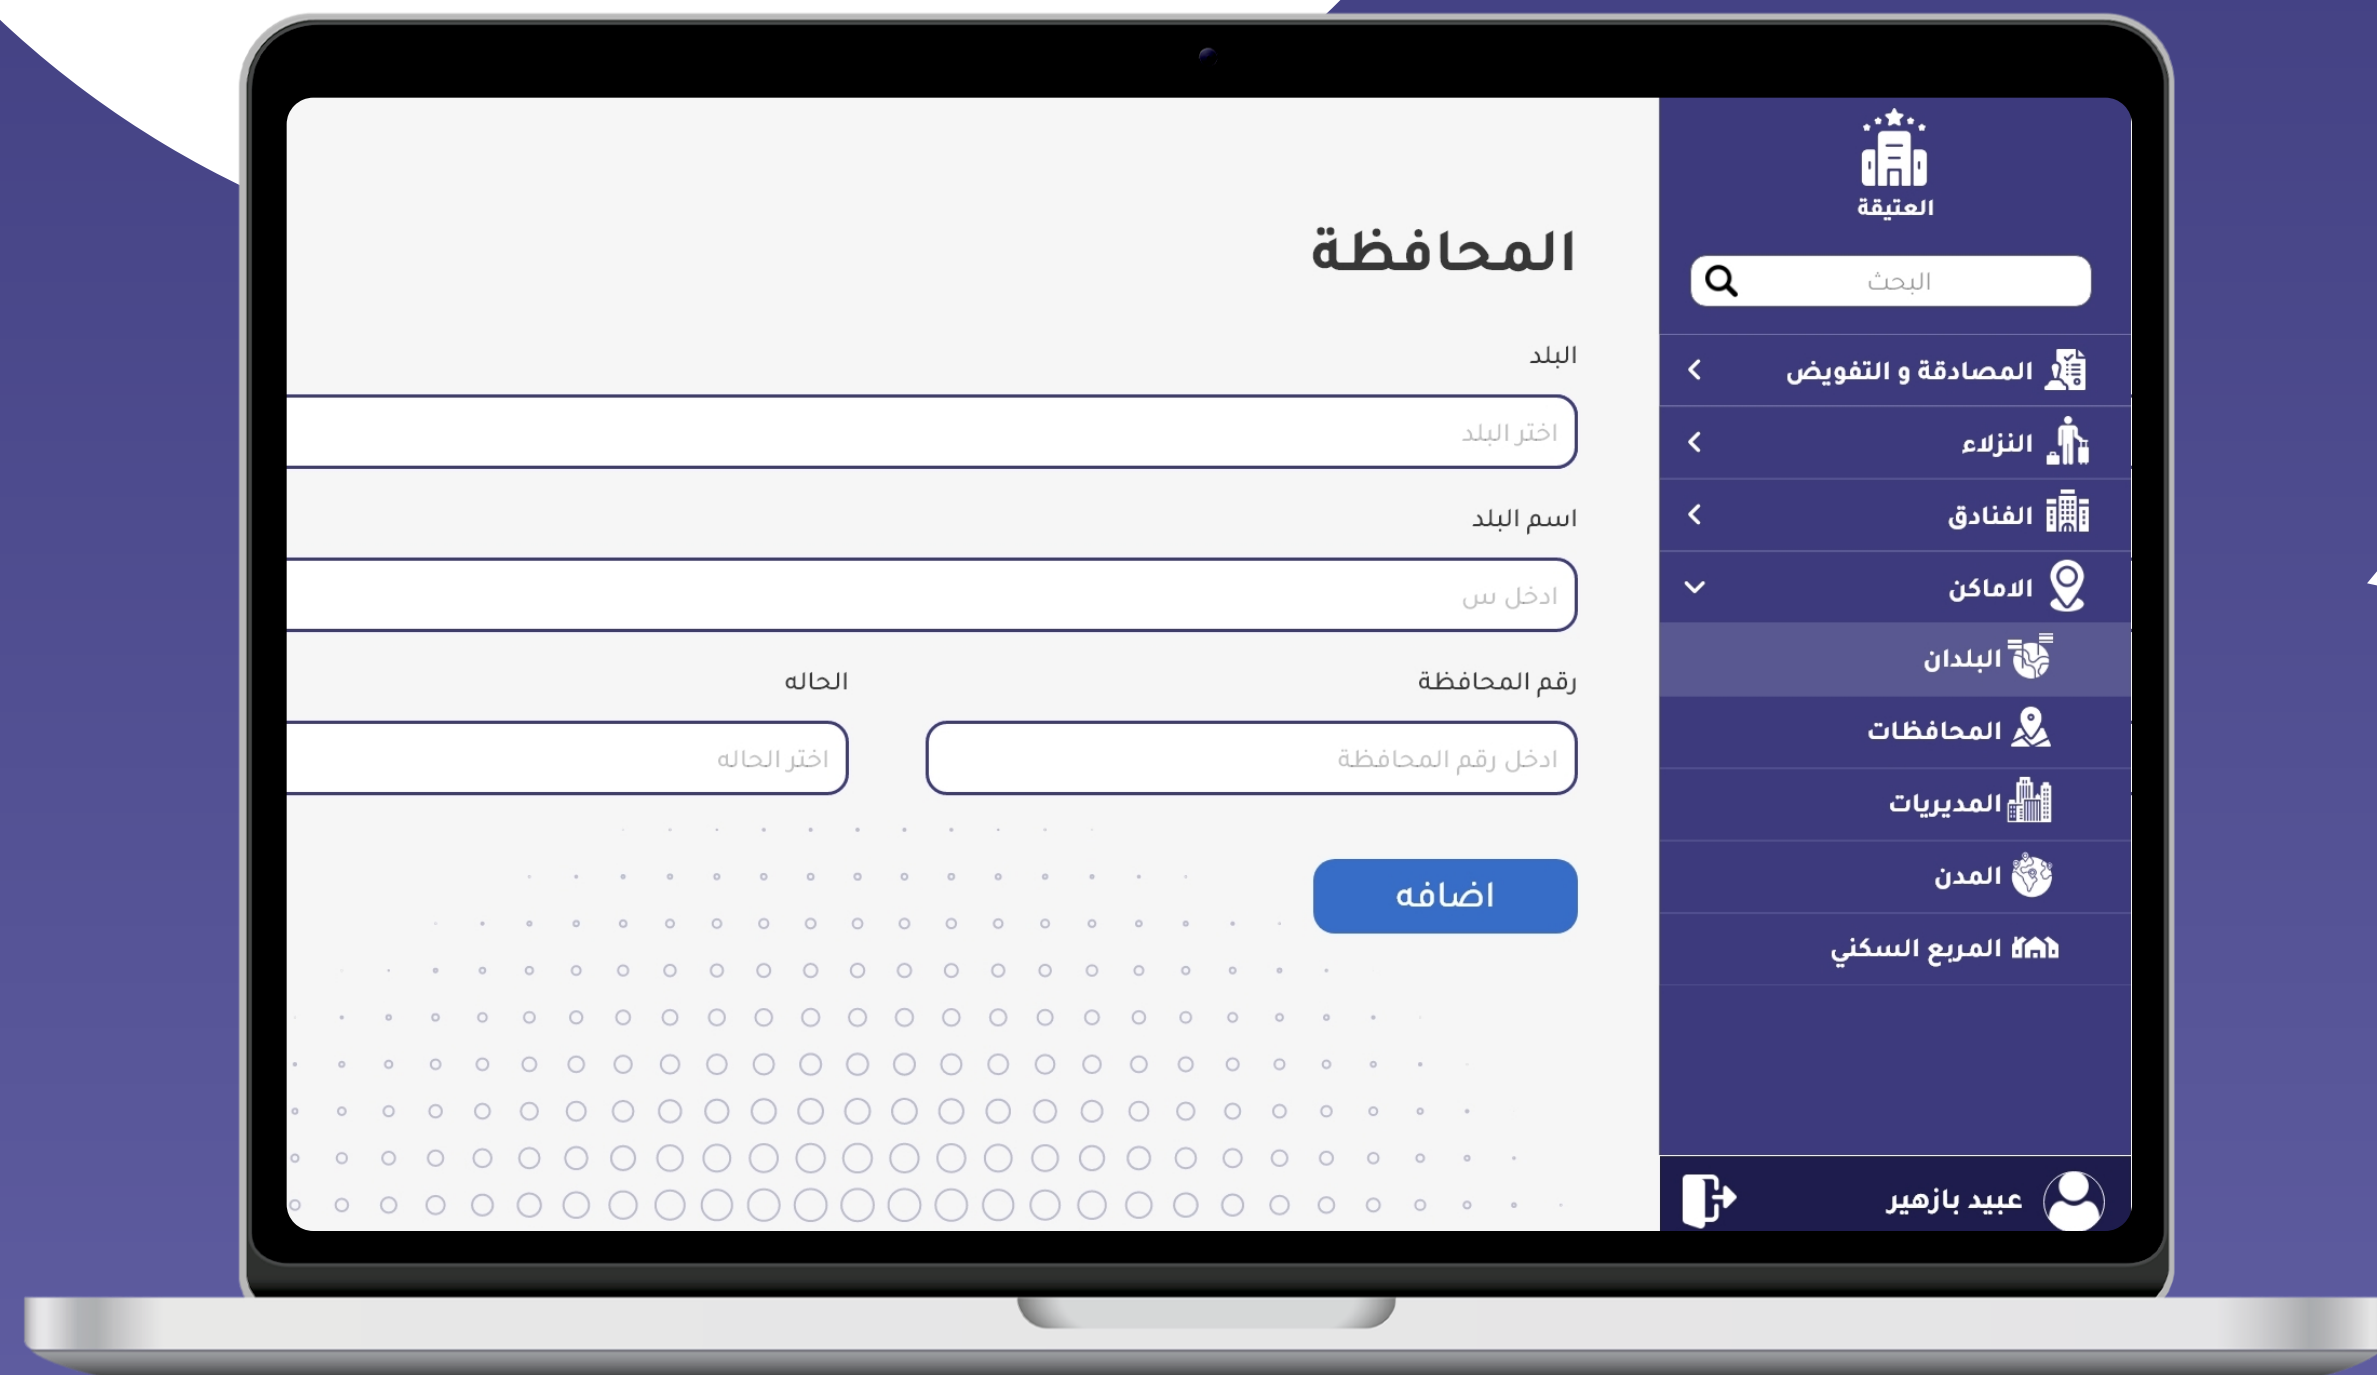 العتيقة
البحث
المصادقة و التفويض
النزلاء
الفنادق
الاماكن
البلدان
المحافظات
المديريات
المدن
المربع السكني
عبيد بازهير
المحافظة
البلد
اختر البلد
اسم البلد
ادخل س
رقم المحافظة
الحاله
ادخل رقم المحافظة
اختر الحاله
اضافه